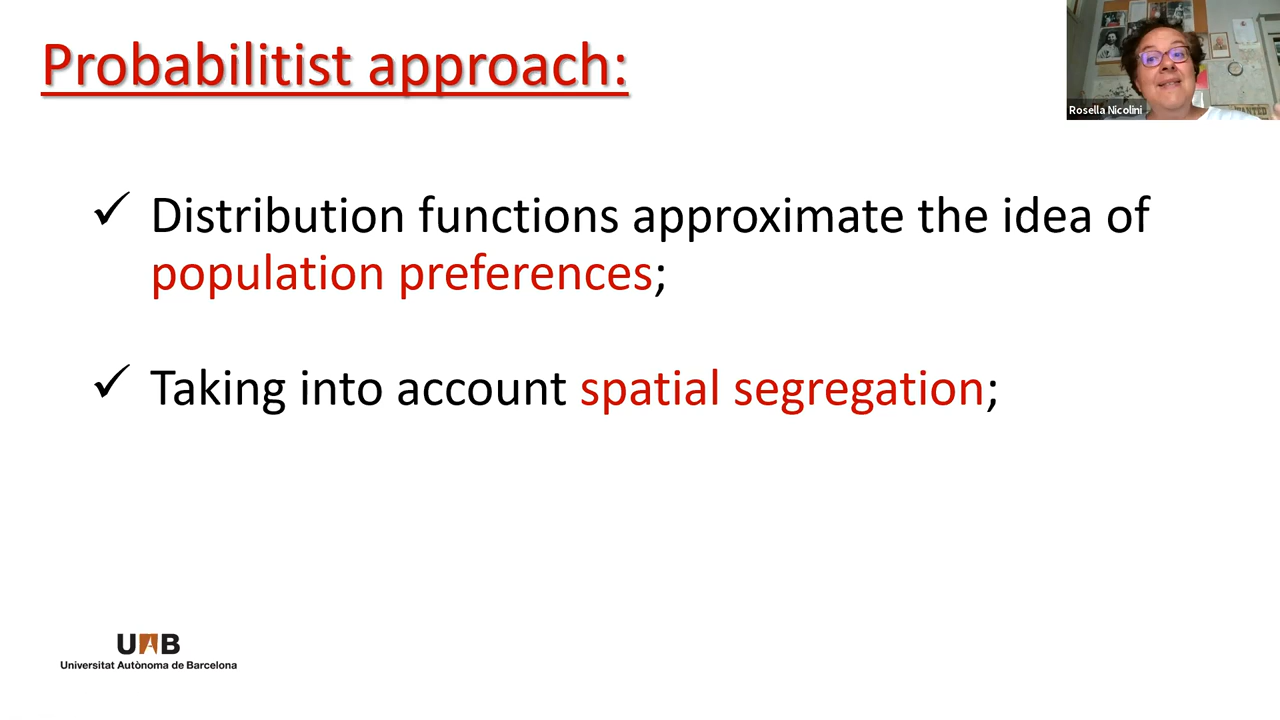 Probabilitist approach:
Rosella Nicolini
✓ Distribution functions approximate the idea of
population preferences;
✓ Taking into account spatial segregation;
UAB
Universitat Autònoma de Barcelona